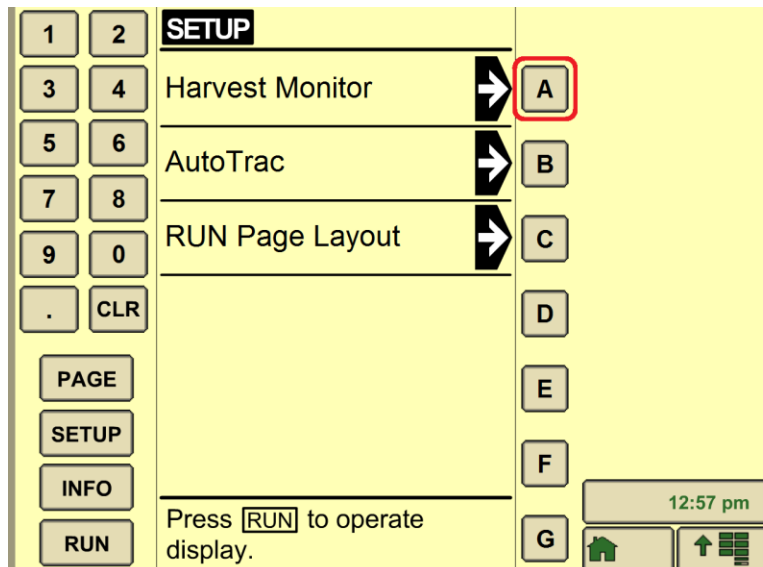 1 2
SETUP
3 4
Harvest Monitor
A
5 6
AutoTrac
B
7 8
RUN Page Layout
C
9 0
. CLR
D
PAGE
E
SETUP
F
INFO
12:57 pm
Press RUN to operate
display.
RUN
G